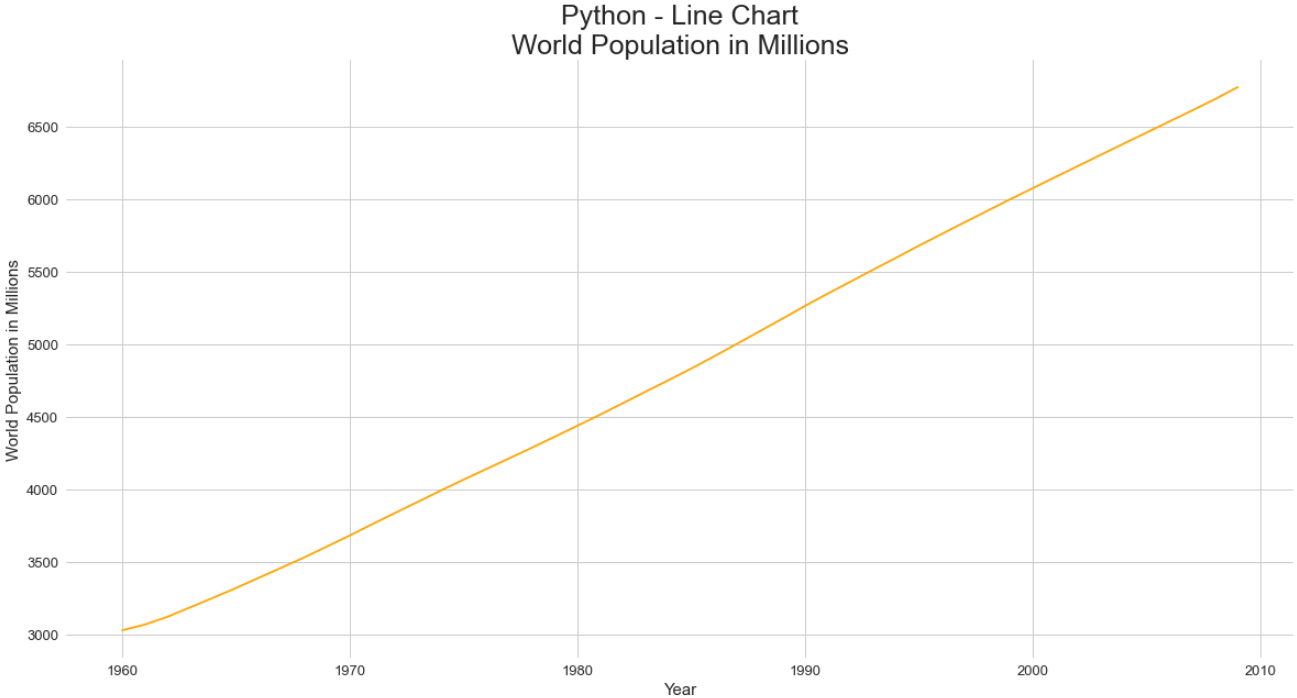 Python - Line Chart
World Population in Millions
World Population in Millions
6500
6000
5500
5000
4500
4000
3500
3000
1960 1970 1980 1990 2000 2010
Year